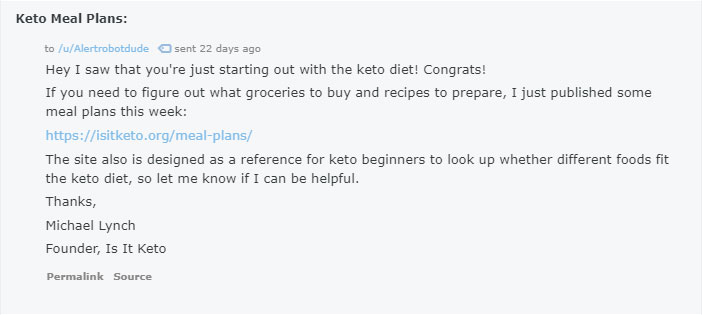 Keto Meal Plans:
to /u/Alertrobotdude sent 22 days ago
Hey I saw that you're just starting out with the keto diet! Congrats!
If you need to figure out what groceries to buy and recipes to prepare, I just published some
meal plans this week:
https://isitketo.org/meal-plans/
The site also is designed as a reference for keto beginners to look up whether different foods fit
the keto diet, so let me know if I can be helpful.
Thanks,
Michael Lynch
Founder, Is It Keto
Permalink Source